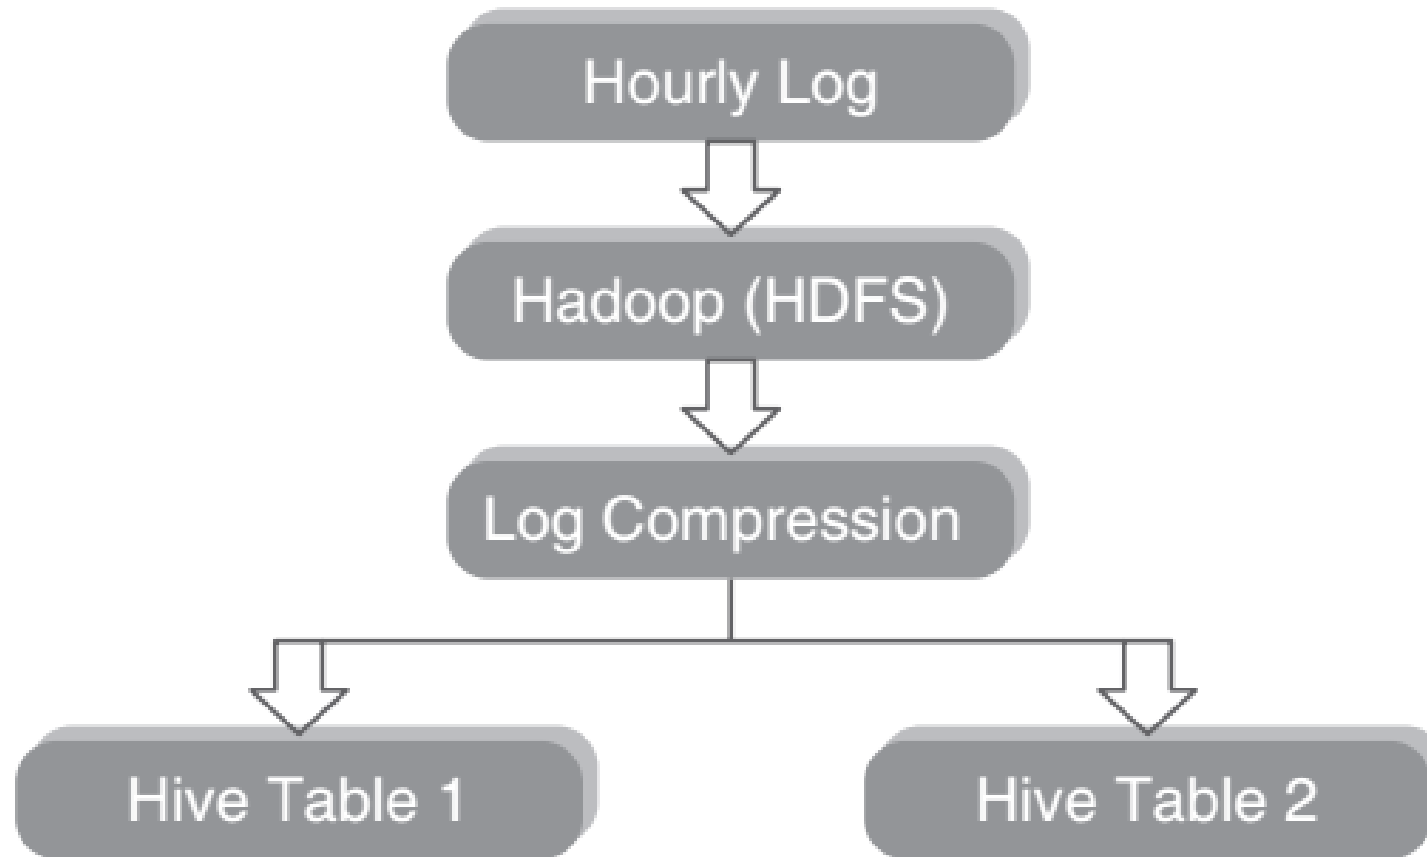 Hourly Log
Hadoop (HDFS)
Log Compression
Hive Table 1
Hive Table 2